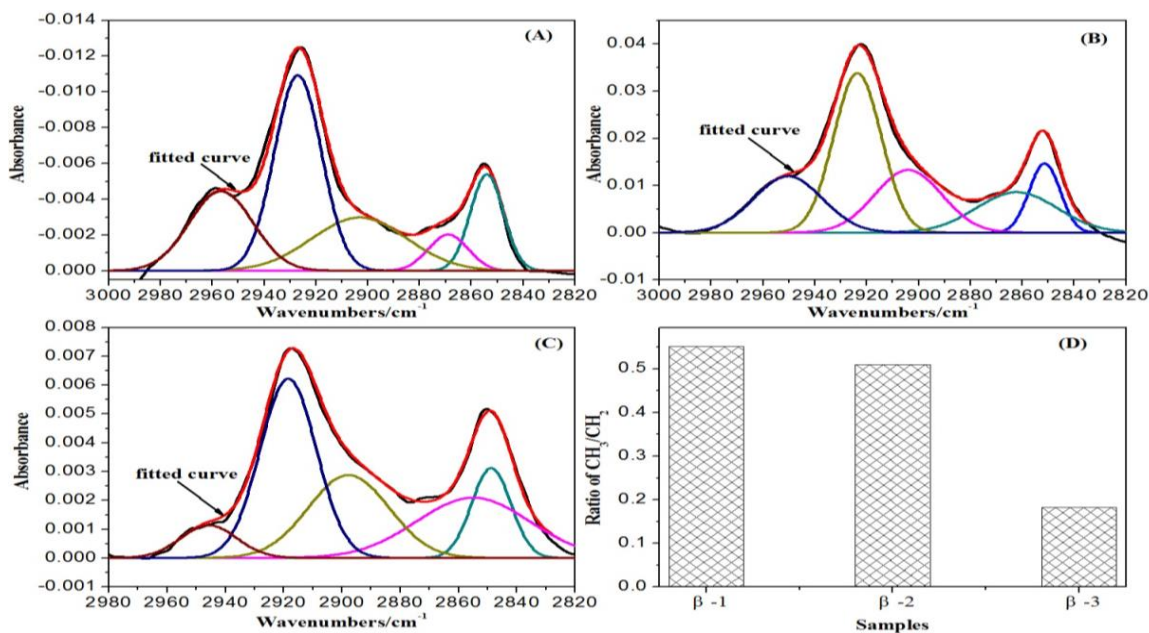 -0.014
-0.012
-0.010
-0.008
-0.006
-0.004
-0.002
0.000
Absorbance
(A)
fitted curve
3000 2980 2960 2940 2920 2900 2880 2860 2840 2820
Wavenumbers/cm-1
0.04
0.03
0.02
0.01
0.00
-0.01
Absorbance
(B)
fitted curve
3000 2980 2960 2940 2920 2900 2880 2860 2840 2820
Wavenumbers/cm-1
0.008
0.007
0.006
0.005
0.004
0.003
0.002
0.001
0.000
-0.001
Absorbance
(C)
fitted curve
2980 2960 2940 2920 2900 2880 2860 2840 2820
Wavenumbers/cm-1
0.5
0.4
0.3
0.2
0.1
0.0
Ratio of CH3/CH2
(D)
β -1 β -2 β -3
Samples